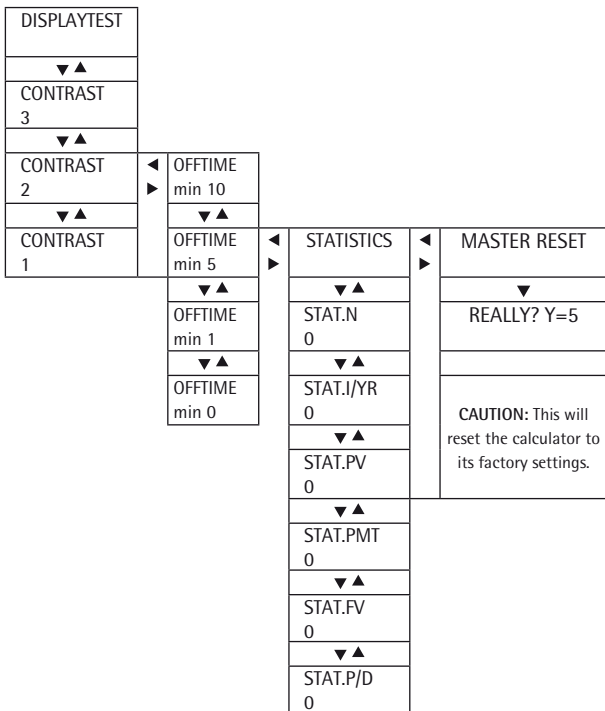 DISPLAYTEST
▼ ▲
CONTRAST
3
▼ ▲
CONTRAST
2
▼ ▲
CONTRAST
1
◀
▶
OFFTIME
min 10
▼ ▲
OFFTIME
min 5
▼ ▲
OFFTIME
min 1
▼ ▲
OFFTIME
min 0
◀
▶
STATISTICS
▼ ▲
STAT.N
0
▼ ▲
STAT.I/YR
0
▼ ▲
STAT.PV
0
▼ ▲
STAT.PMT
0
▼ ▲
STAT.FV
0
▼ ▲
STAT.P/D
0
◀
▶
MASTER RESET
▼
REALLY? Y=5
CAUTION: This will
reset the calculator to
its factory settings.